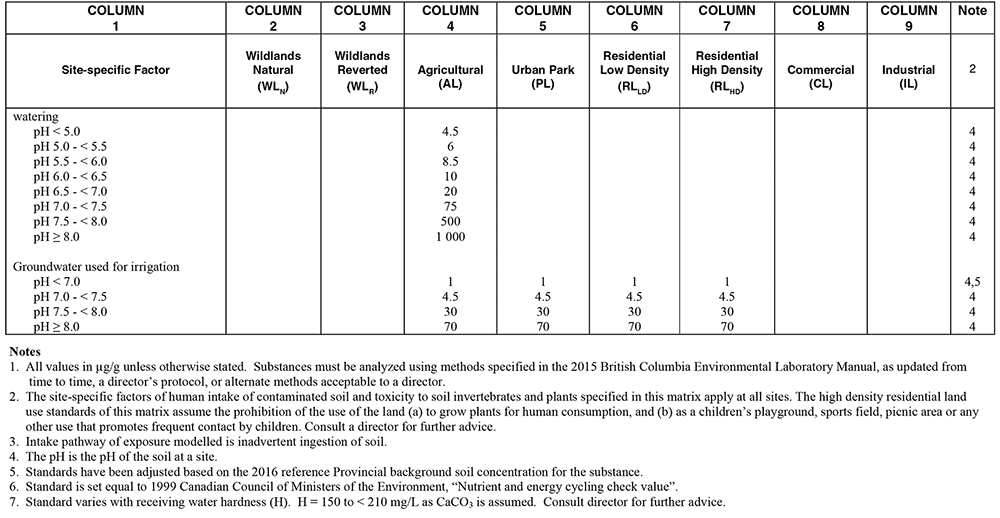 COLUMN 1 COLUMN 2 COLUMN 3 COLUMN 4 COLUMN 5 COLUMN 6 COLUMN 7 COLUMN 8 COLUMN 9 Note
Site-specific Factor Wildlands Natural (WLN) Wildlands Reverted (WLR) Agricultural (AL) Urban Park (PL) Residential Low Density (RLLD) Residential High Density (RLHD) Commercial (CL) Industrial (IL) 2
watering
pH < 5.0 4.5 4
pH 5.0 - < 5.5 6 4
pH 5.5 - < 6.0 8.5 4
pH 6.0 - < 6.5 10 4
pH 6.5 - < 7.0 20 4
pH 7.0 - < 7.5 75 4
pH 7.5 - < 8.0 500 4
pH ≥ 8.0 1 000 4
Groundwater used for irrigation
pH < 7.0 1 1 1 1 4,5
pH 7.0 - < 7.5 4.5 4.5 4.5 4.5 4
pH 7.5 - < 8.0 30 30 30 30 4
pH ≥ 8.0 70 70 70 70 4
Notes
1. All values in µg/g unless otherwise stated. Substances must be analyzed using methods specified in the 2015 British Columbia Environmental Laboratory Manual, as updated from
time to time, a director's protocol, or alternate methods acceptable to a director.
2. The site-specific factors of human intake of contaminated soil and toxicity to soil invertebrates and plants specified in this matrix apply at all sites. The high density residential land
use standards of this matrix assume the prohibition of the use of the land (a) to grow plants for human consumption, and (b) as a children's playground, sports field, picnic area or any
other use that promotes frequent contact by children. Consult a director for further advice.
3. Intake pathway of exposure modelled is inadvertent ingestion of soil.
4. The pH is the pH of the soil at a site.
5. Standards have been adjusted based on the 2016 reference Provincial background soil concentration for the substance.
6. Standard is set equal to 1999 Canadian Council of Ministers of the Environment, "Nutrient and energy cycling check value".
7. Standard varies with receiving water hardness (H). H = 150 to < 210 mg/L as CaCO3 is assumed. Consult director for further advice.